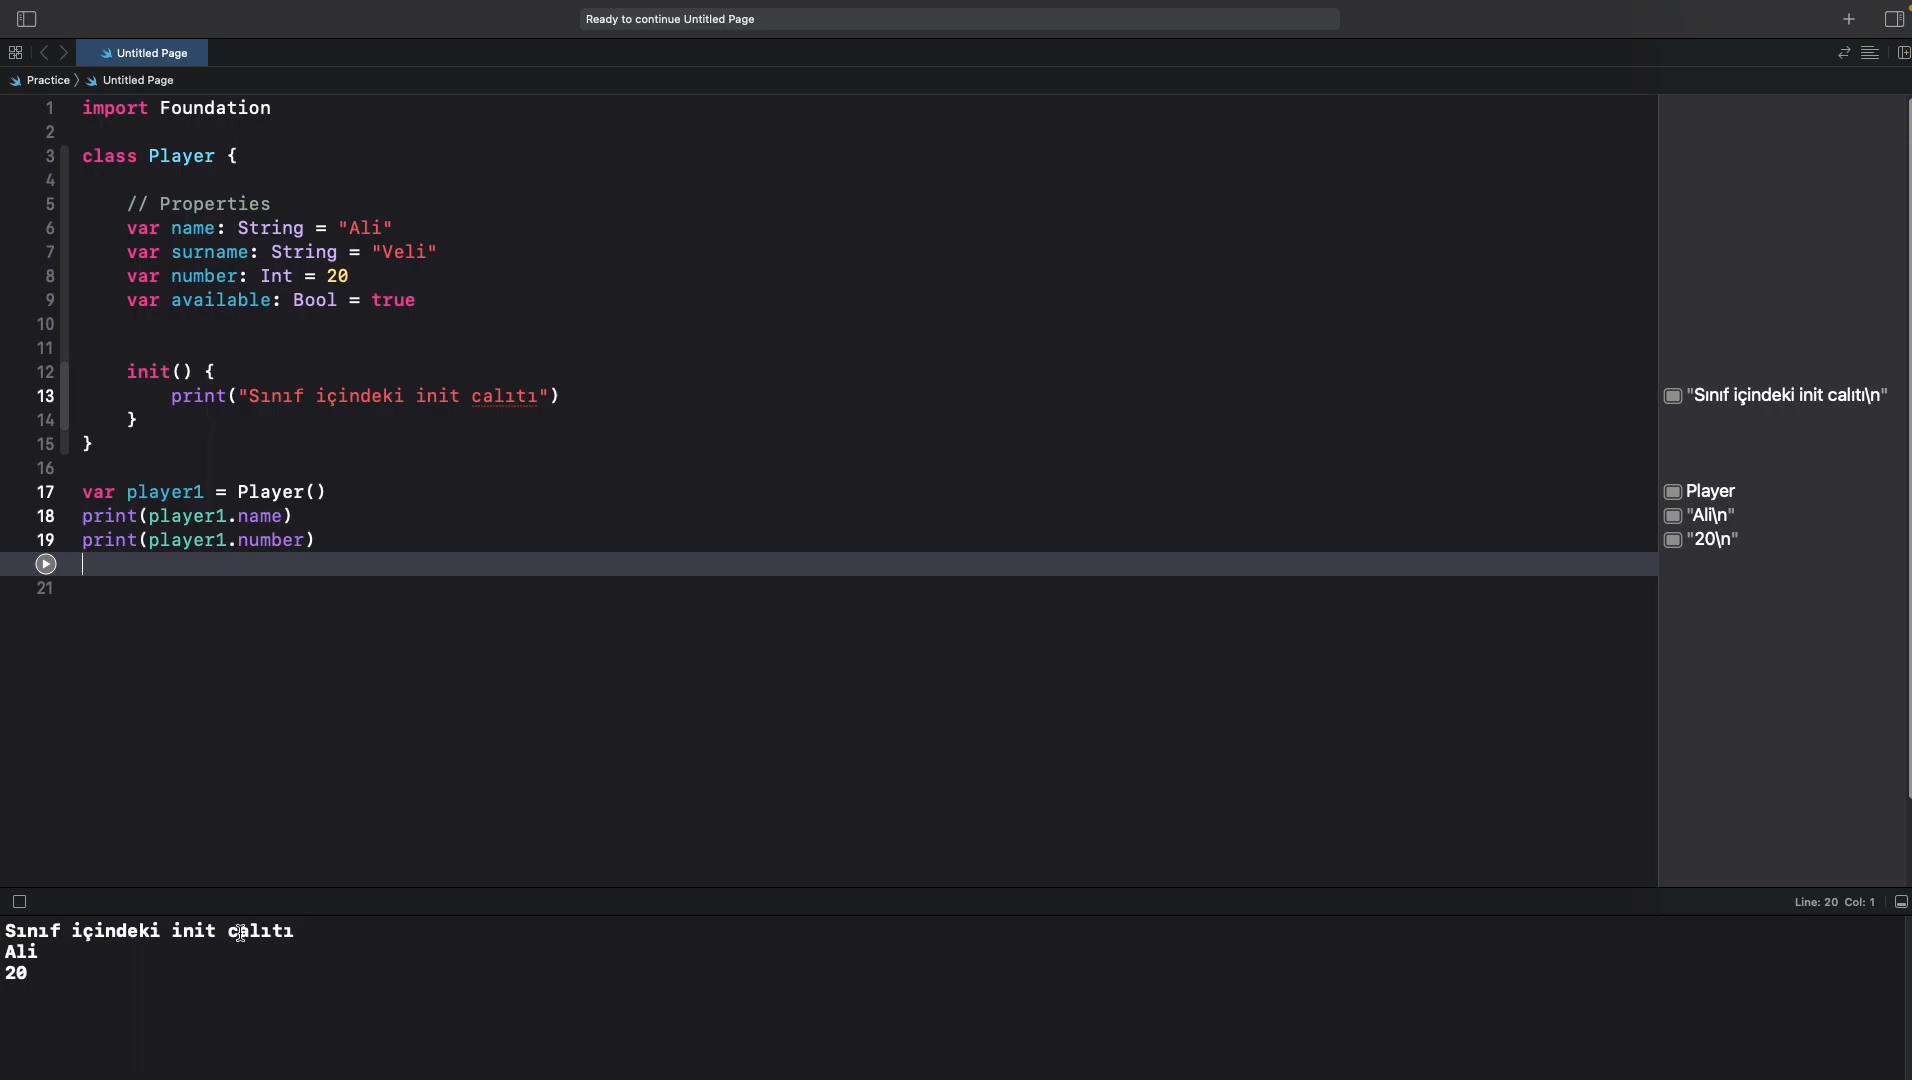 Ready to continue Untitled Page
Untitled Page
Practice 〉 Untitled Page
1 import Foundation
2
3 class Player {
4
5 // Properties
6 var name: String = "Ali"
7 var surname: String = "Veli"
8 var number: Int = 20
9 var available: Bool = true
10
11
12 init() {
13 print("Sınıf içindeki init calıtı") "Sınıf içindeki init calıtı\n"
14 }
15 }
16
17 var player1 = Player() Player
18 print(player1.name) "Ali\n"
19 print(player1.number) "20\n"
21
Line: 20 Col: 1
Sınıf içindeki init calıtı
Ali
20